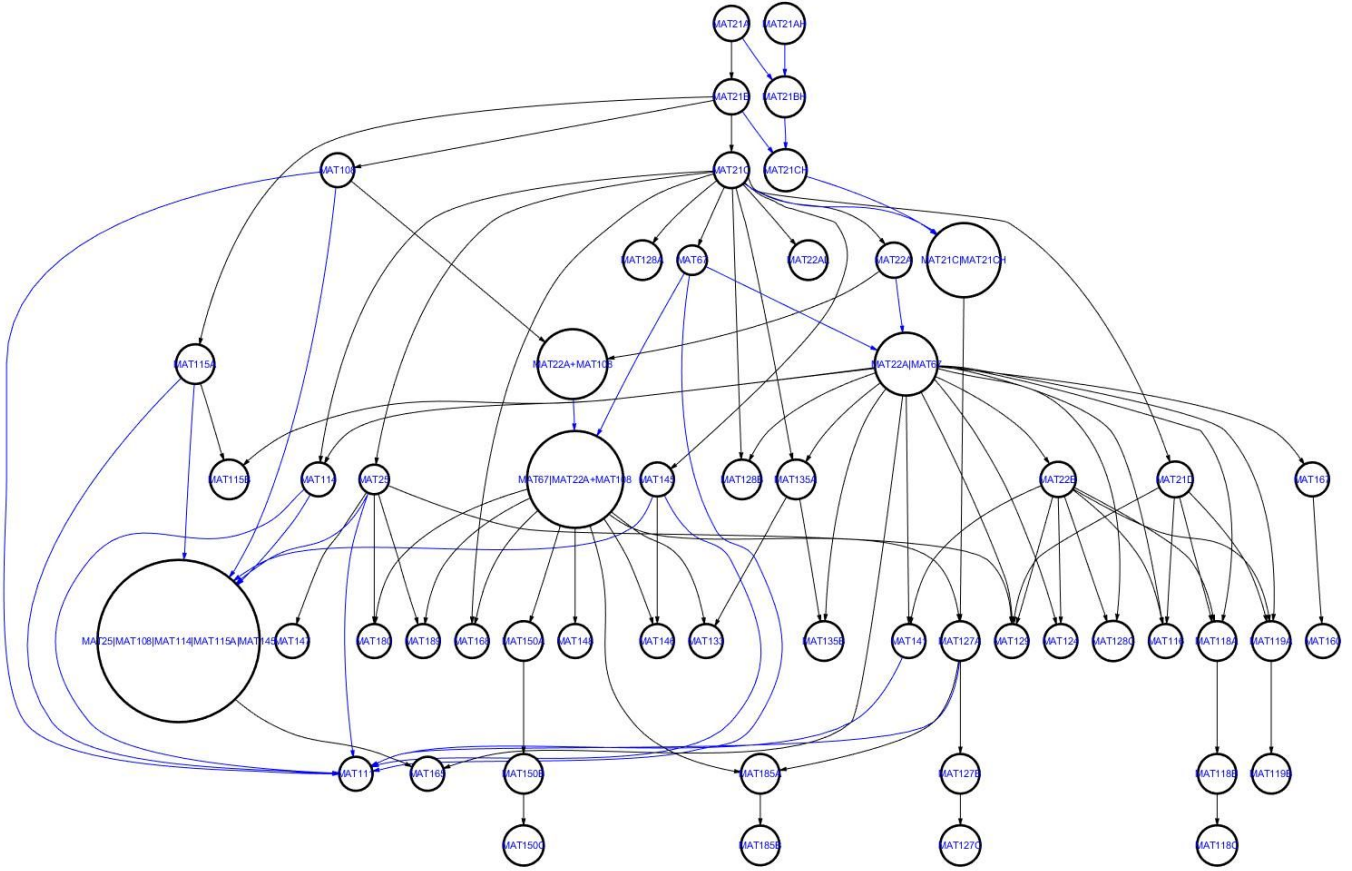 MAT21A
MAT21AH
MAT21B
MAT21BH
MAT108
MAT21C
MAT21CH
MAT128A
MAT67
MAT22AL
MAT22A
MAT21C|MAT21CH
MAT115A
MAT22A+MAT108
MAT22A|MAT67
MAT115B
MAT114
MAT25
MAT67|MAT22A+MAT108
MAT145
MAT128B
MAT135A
MAT22B
MAT21D
MAT167
MAT25|MAT108|MAT114|MAT115A|MAT145
MAT147
MAT180
MAT189
MAT168
MAT150A
MAT148
MAT146
MAT133
MAT135B
MAT141
MAT127A
MAT129
MAT124
MAT128C
MAT116
MAT118A
MAT119A
MAT160
MAT111
MAT165
MAT150B
MAT185A
MAT127B
MAT118B
MAT119B
MAT150C
MAT185B
MAT127C
MAT118C